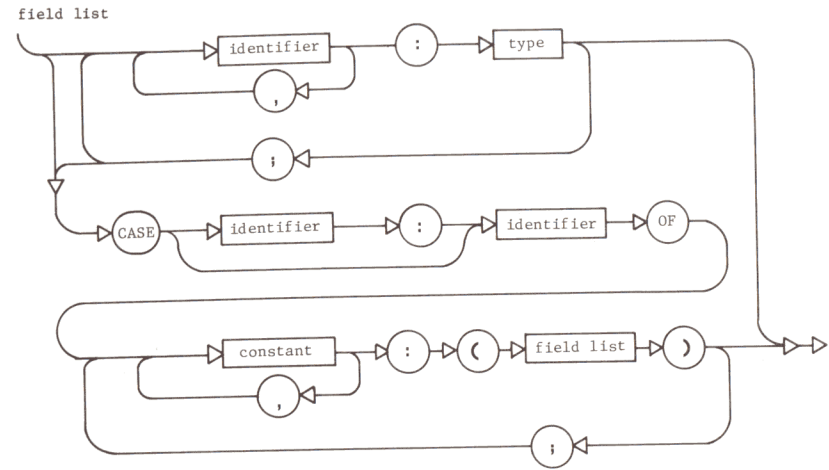 field list
identifier : type
,
;
CASE identifier : identifier OF
constant : ( field list )
,
;